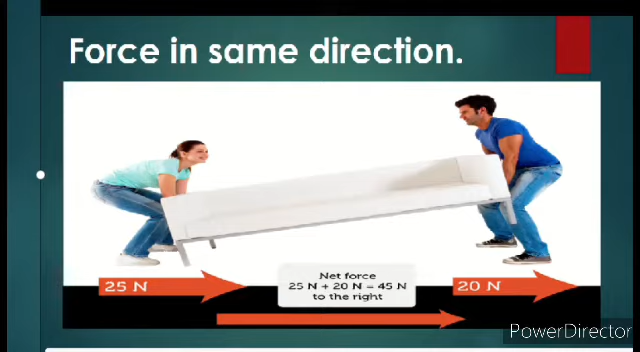 Force in same direction.
25 N
Net force
25 N + 20 N = 45 N
to the right
20 N
PowerDirector